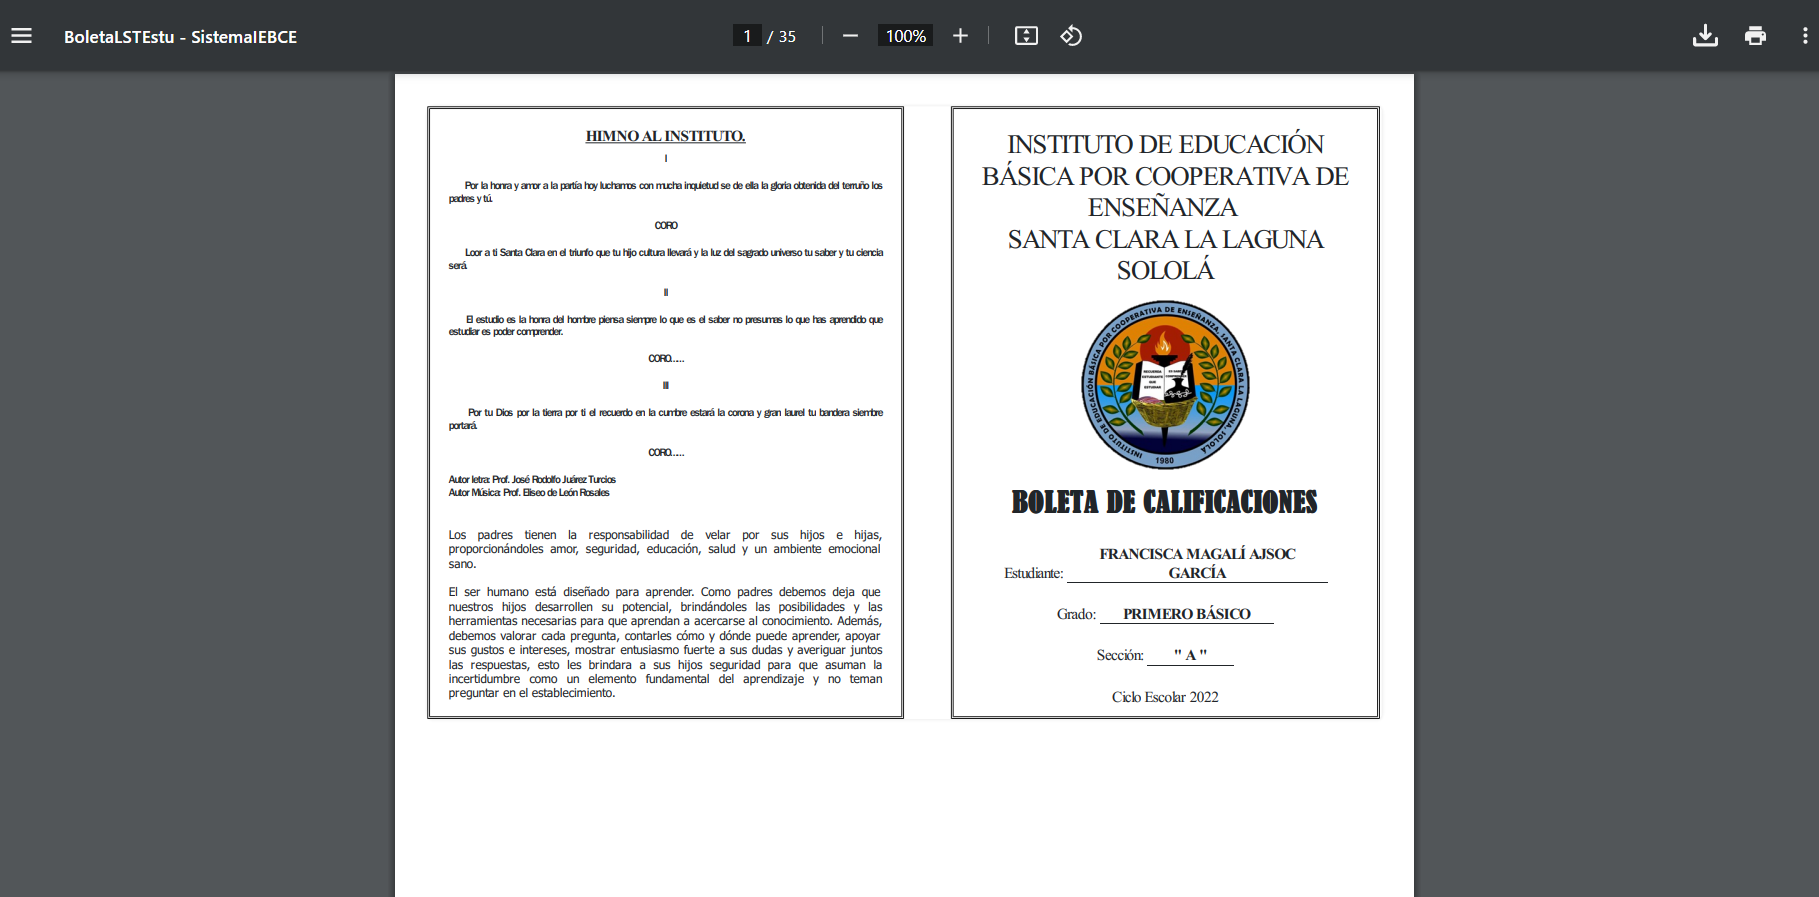 BoletaLSTEstu - SistemaIEBCE
1 / 35
100%
HIMNO AL INSTITUTO.
I
Por la honra y amor a la partía hoy luchamos con mucha inquietud se de ella la gloria obtenida del terruño los
padres y tú.
CORO
Loor a ti Santa Clara en el triunfo que tu hijo cultura llevará y la luz del sagrado universo tu saber y tu ciencia
será.
II
El estudio es la honra del hombre piensa siempre lo que es el saber no presumas lo que has aprendido que
estudiar es poder comprender.
CORO......
III
Por tu Dios por la tierra por ti el recuerdo en la cumbre estará la corona y gran laurel tu bandera siembre
portará.
CORO......
Autor letra: Prof. José Rodolfo Juárez Turcios
Autor Música: Prof. Eliseo de León Rosales
Los padres tienen la responsabilidad de velar por sus hijos e hijas,
proporcionándoles amor, seguridad, educación, salud y un ambiente emocional
sano.
El ser humano está diseñado para aprender. Como padres debemos deja que
nuestros hijos desarrollen su potencial, brindándoles las posibilidades y las
herramientas necesarias para que aprendan a acercarse al conocimiento. Además,
debemos valorar cada pregunta, contarles cómo y dónde puede aprender, apoyar
sus gustos e intereses, mostrar entusiasmo fuerte a sus dudas y averiguar juntos
las respuestas, esto les brindara a sus hijos seguridad para que asuman la
incertidumbre como un elemento fundamental del aprendizaje y no teman
preguntar en el establecimiento.
INSTITUTO DE EDUCACIÓN
BÁSICA POR COOPERATIVA DE
ENSEÑANZA
SANTA CLARA LA LAGUNA
SOLOLÁ
INSTITUTO DE EDUCACIÓN BÁSICA POR COOPERATIVA DE ENSEÑANZA, SANTA CLARA LA LAGUNA, SOLOLÁ
RECUERDA
ESTUDIANTE
QUE
ESTUDIAR
1980
BOLETA DE CALIFICACIONES
FRANCISCA MAGALÍ AJSOC
Estudiante: GARCÍA
Grado: PRIMERO BÁSICO
Sección: " A "
Ciclo Escolar 2022